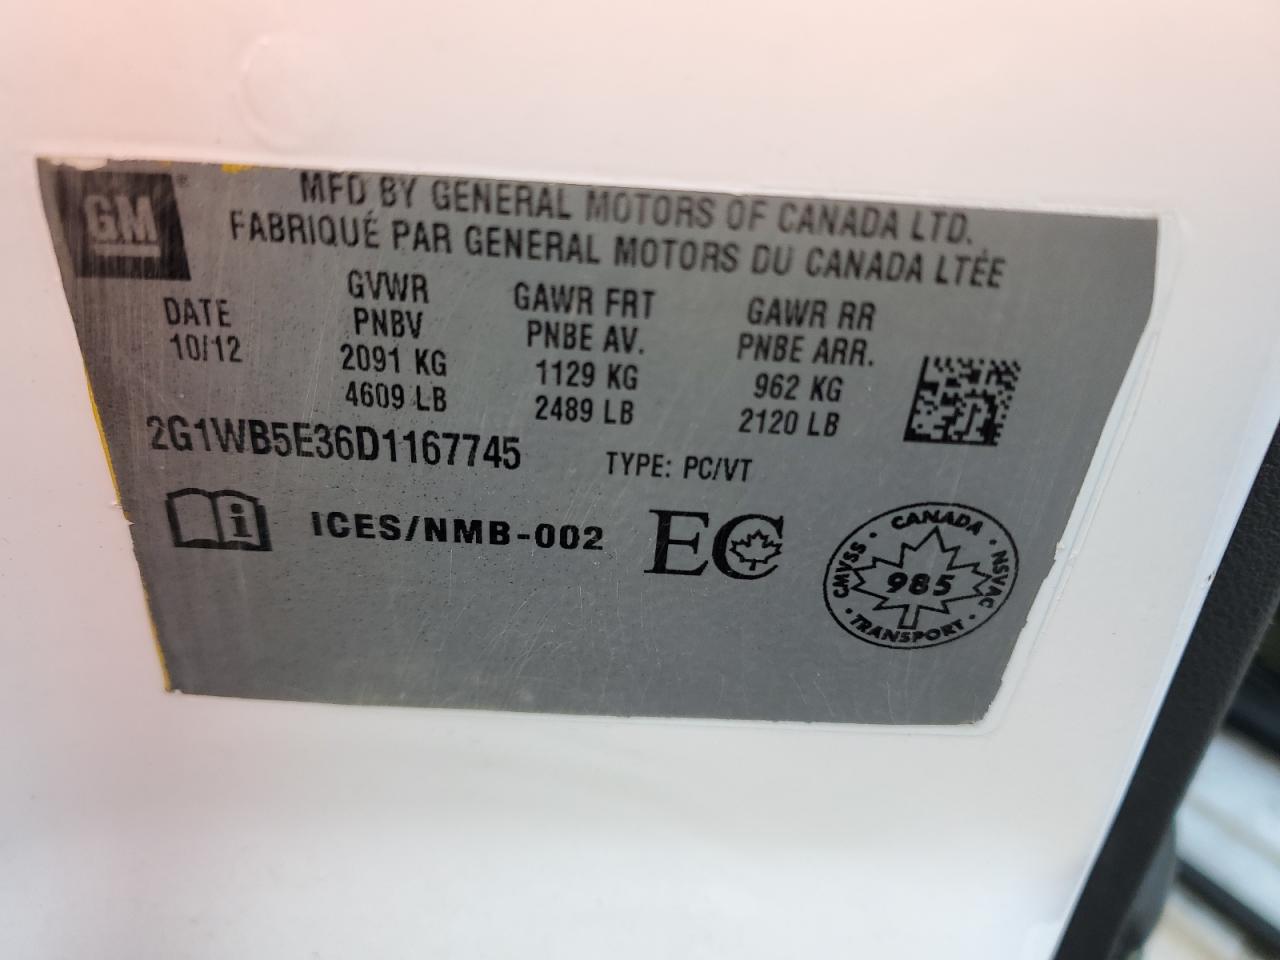 GM
MFD BY GENERAL MOTORS OF CANADA LTD.
FABRIQUÉ PAR GENERAL MOTORS DU CANADA LTÉE
DATE
10/12
GVWR
PNBV
2091 KG
4609 LB
GAWR FRT
PNBE AV.
1129 KG
2489 LB
GAWR RR
PNBE ARR.
962 KG
2120 LB
2G1WB5E36D1167745
TYPE: PC/VT
i
ICES/NMB-002
EC
CANADA
CMVSS · NSVAC
985
TRANSPORT